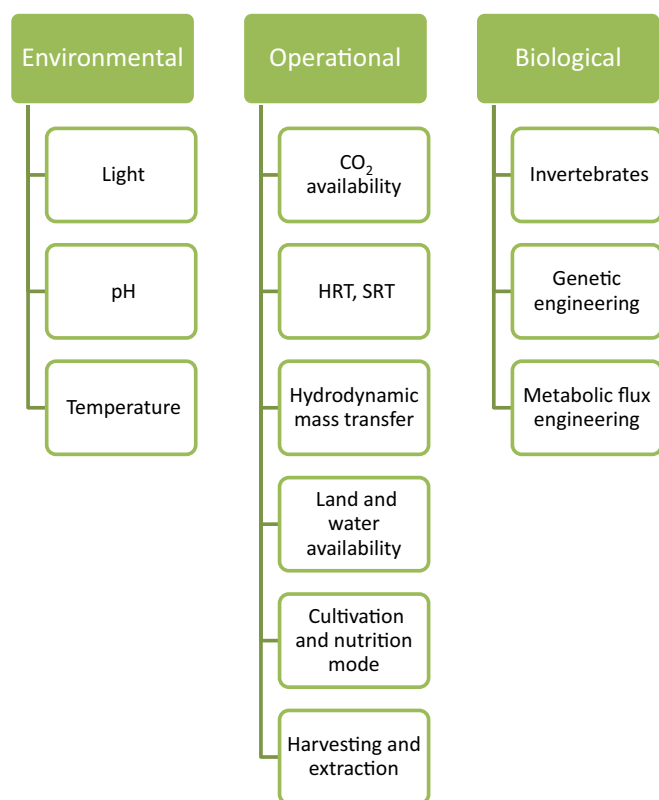 Environmental
Light
pH
Temperature
Operational
CO₂
availability
HRT, SRT
Hydrodynamic
mass transfer
Land and
water
availability
Cultivation
and nutrition
mode
Harvesting and
extraction
Biological
Invertebrates
Genetic
engineering
Metabolic flux
engineering